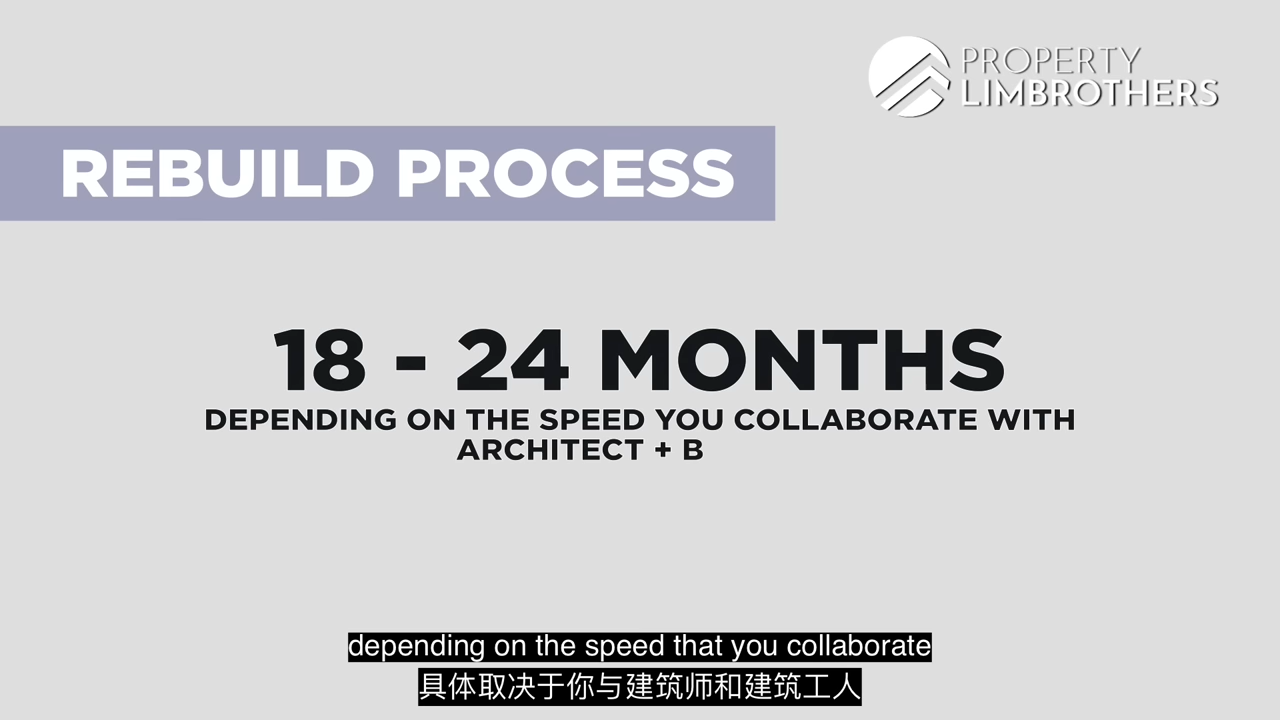 PROPERTY
LIMBROTHERS
REBUILD PROCESS
18 - 24 MONTHS
DEPENDING ON THE SPEED YOU COLLABORATE WITH
ARCHITECT + B
depending on the speed that you collaborate
具体取决于你与建筑师和建筑工人